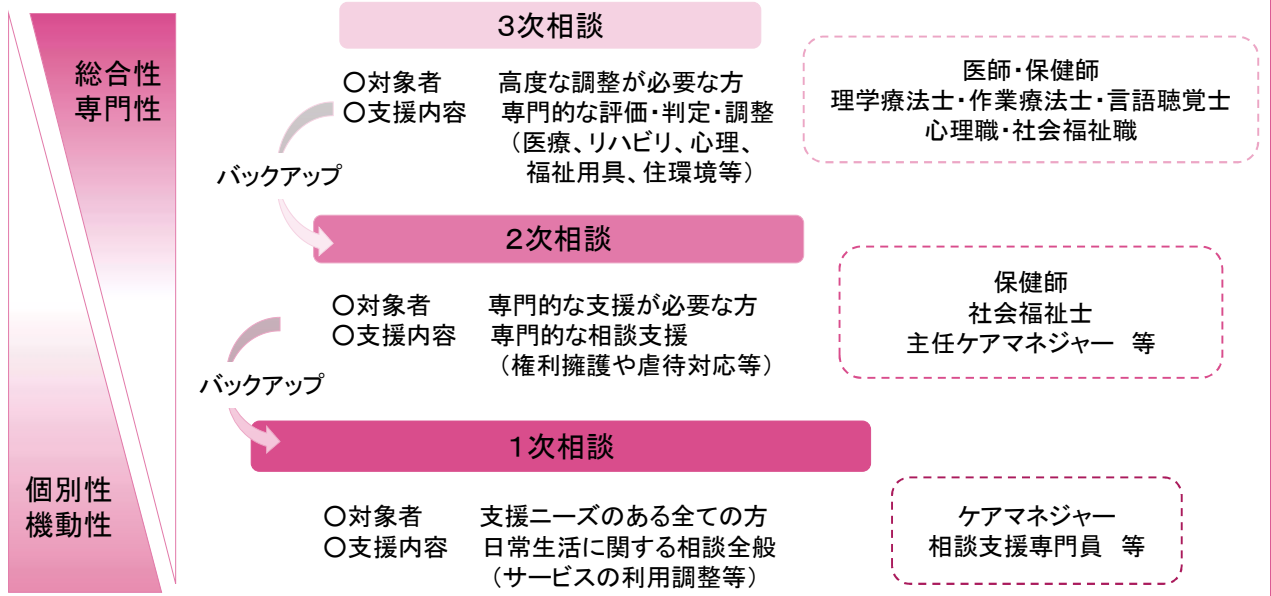 総合性
専門性
3次相談
〇対象者　高度な調整が必要な方
〇支援内容　専門的な評価・判定・調整
（医療、リハビリ、心理、
福祉用具、住環境等）
医師・保健師
理学療法士・作業療法士・言語聴覚士
心理職・社会福祉職
バックアップ
2次相談
〇対象者　専門的な支援が必要な方
〇支援内容　専門的な相談支援
（権利擁護や虐待対応等）
保健師
社会福祉士
主任ケアマネジャー　等
バックアップ
1次相談
個別性
機動性
〇対象者　支援ニーズのある全ての方
〇支援内容　日常生活に関する相談全般
（サービスの利用調整等）
ケアマネジャー
相談支援専門員　等